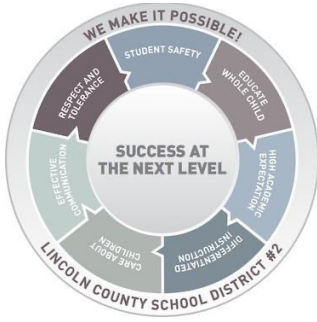 WE MAKE IT POSSIBLE!
STUDENT SAFETY
EDUCATE
WHOLE CHILD
HIGH ACADEMIC
EXPECTATION
DIFFERENTIATED
INSTRUCTION
CARE ABOUT
CHILDREN
EFFECTIVE
COMMUNICATION
RESPECT AND
TOLERANCE
SUCCESS AT
THE NEXT LEVEL
LINCOLN COUNTY SCHOOL DISTRICT #2